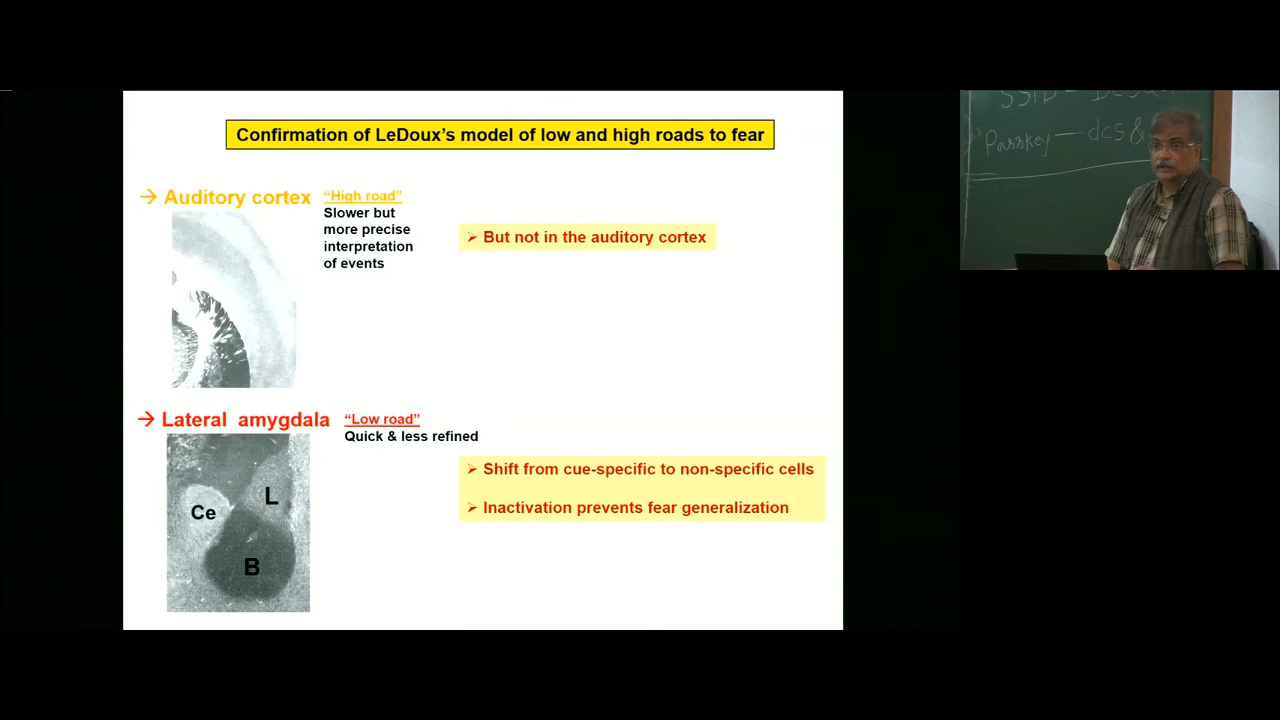 Confirmation of LeDoux's model of low and high roads to fear
→ Auditory cortex
"High road"
Slower but
more precise
interpretation
of events
➢ But not in the auditory cortex
→ Lateral amygdala
"Low road"
Quick & less refined
Ce
L
B
➢ Shift from cue-specific to non-specific cells
➢ Inactivation prevents fear generalization
Passkey — dcs &